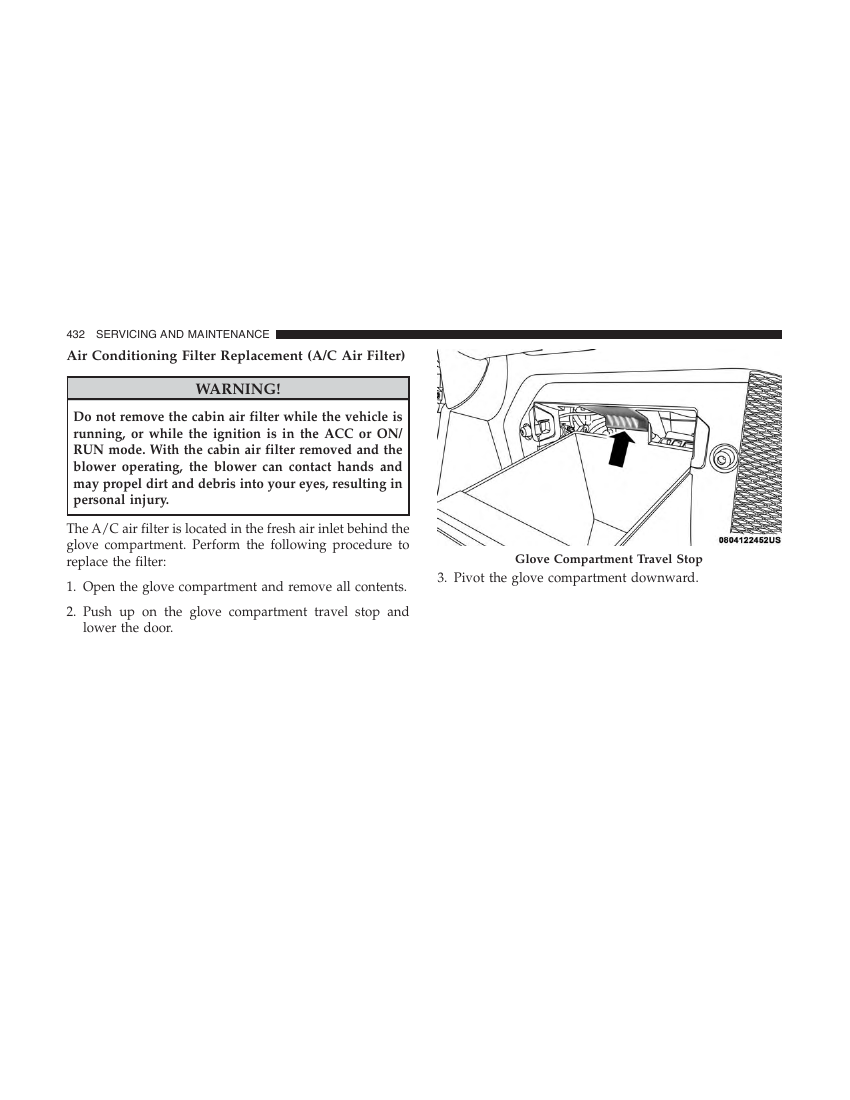 432 SERVICING AND MAINTENANCE
Air Conditioning Filter Replacement (A/C Air Filter)
WARNING!
Do not remove the cabin air filter while the vehicle is
running, or while the ignition is in the ACC or ON/
RUN mode. With the cabin air filter removed and the
blower operating, the blower can contact hands and
may propel dirt and debris into your eyes, resulting in
personal injury.
The A/C air filter is located in the fresh air inlet behind the
glove compartment. Perform the following procedure to
replace the filter:
1. Open the glove compartment and remove all contents.
2. Push up on the glove compartment travel stop and
lower the door.
0804122452US
Glove Compartment Travel Stop
3. Pivot the glove compartment downward.